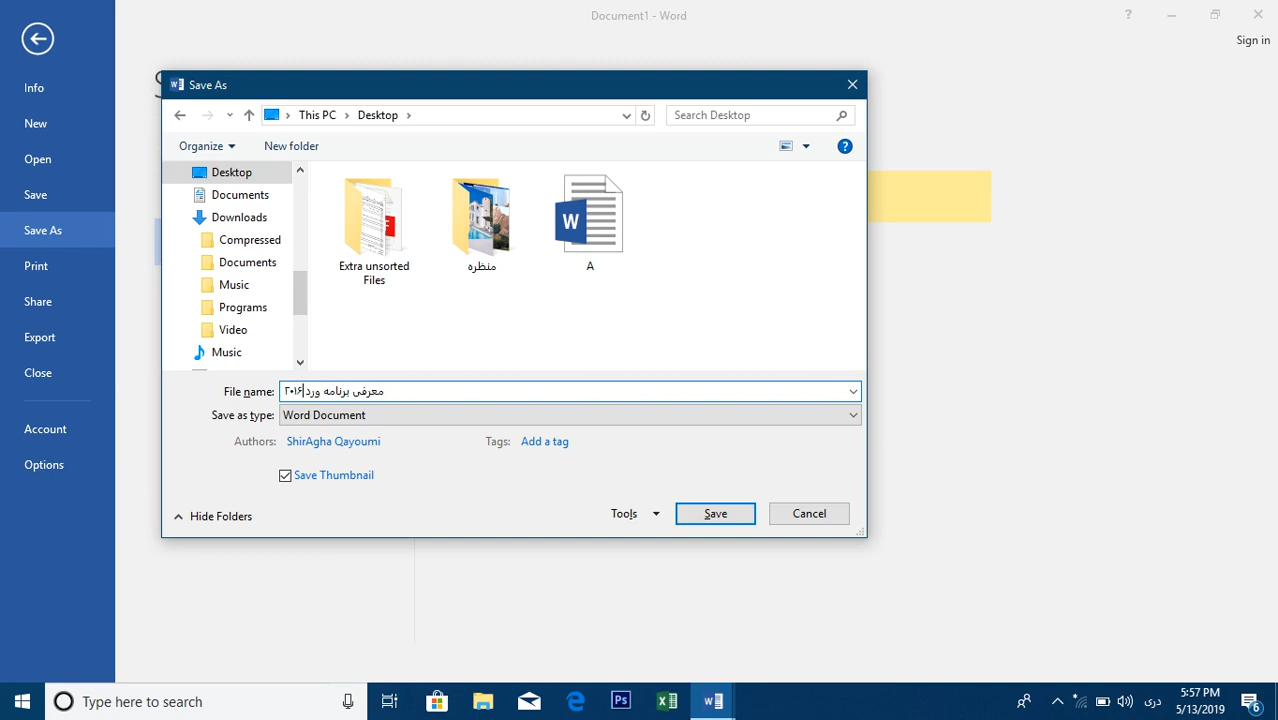 Document1 - Word
Sign in
Info
New
Open
Save
Save As
Print
Share
Export
Close
Account
Options
Save As
This PC
Desktop
Search Desktop
Organize
New folder
Desktop
Documents
Downloads
Compressed
Documents
Music
Programs
Video
Music
Extra unsorted
Files
منظره
A
File name:
معرفی برنامه ورد۲۰۱۶
Save as type:
Word Document
Authors:
ShirAgha Qayoumi
Tags:
Add a tag
Save Thumbnail
Hide Folders
Tools
Save
Cancel
Type here to search
دری
5:57 PM
5/13/2019
6